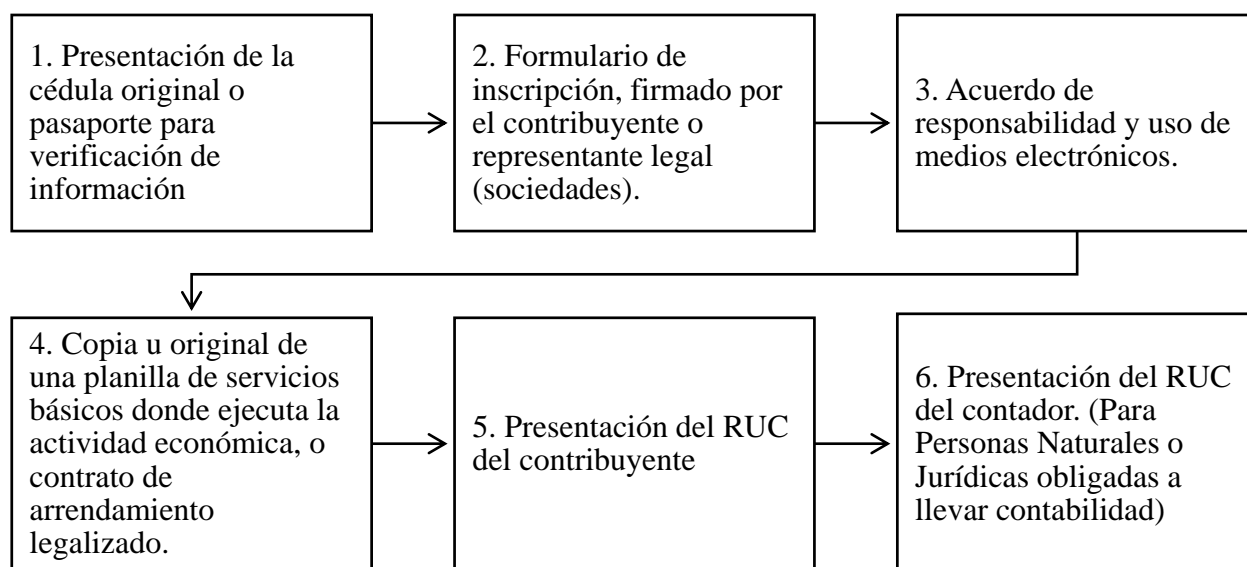 1. Presentación de la
cédula original o
pasaporte para
verificación de
información
2. Formulario de
inscripción, firmado por
el contribuyente o
representante legal
(sociedades).
3. Acuerdo de
responsabilidad y uso de
medios electrónicos.
4. Copia u original de
una planilla de servicios
básicos donde ejecuta la
actividad económica, o
contrato de
arrendamiento
legalizado.
5. Presentación del RUC
del contribuyente
6. Presentación del RUC
del contador. (Para
Personas Naturales o
Jurídicas obligadas a
llevar contabilidad)